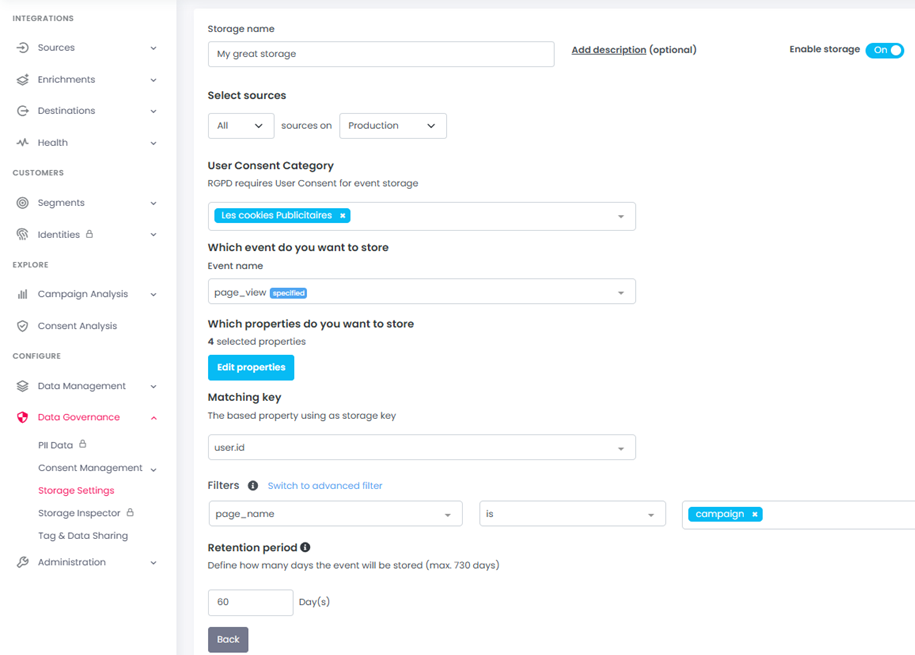 INTEGRATIONS
Sources
Enrichments
Destinations
Health
CUSTOMERS
Segments
Identities
EXPLORE
Campaign Analysis
Consent Analysis
CONFIGURE
Data Management
Data Governance
PII Data
Consent Management
Storage Settings
Storage Inspector
Tag & Data Sharing
Administration
Storage name
My great storage
Add description (optional)
Enable storage On
Select sources
All sources on Production
User Consent Category
RGPD requires User Consent for event storage
Les cookies Publicitaires ×
Which event do you want to store
Event name
page_view specified
Which properties do you want to store
4 selected properties
Edit properties
Matching key
The based property using as storage key
user.id
Filters Switch to advanced filter
page_name is campaign ×
Retention period
Define how many days the event will be stored (max. 730 days)
60 Day(s)
Back